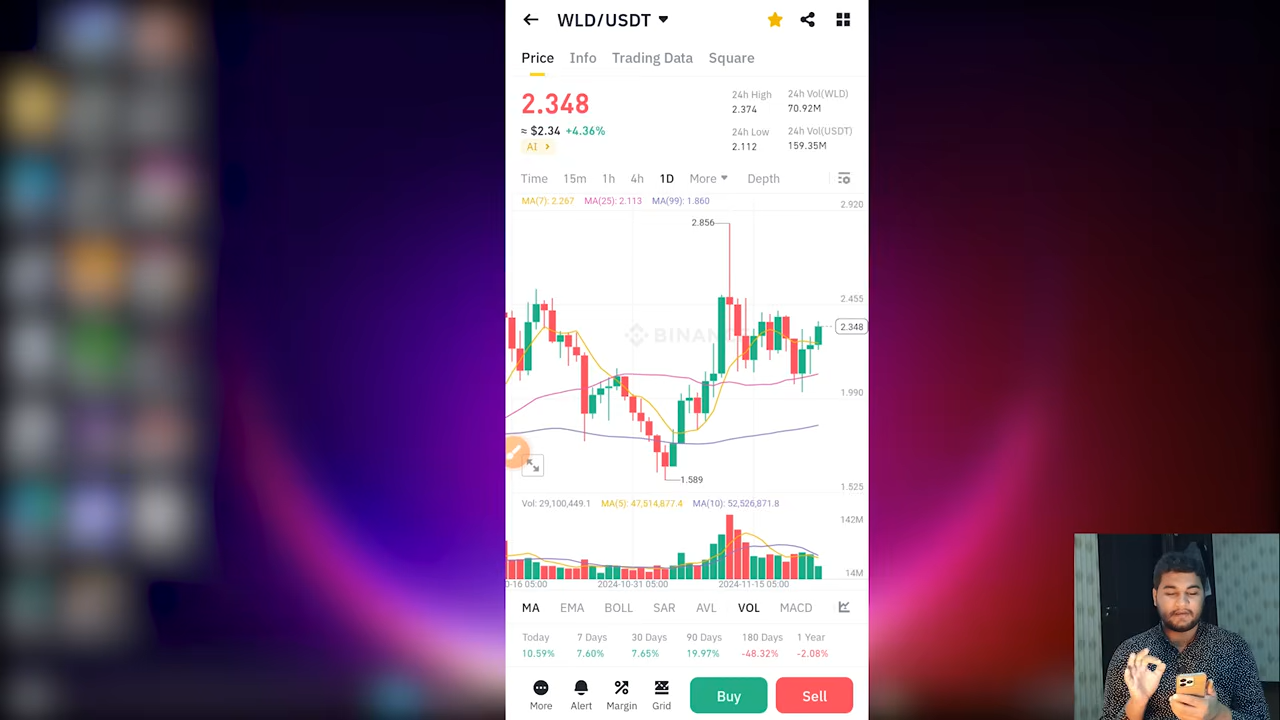 WLD/USDT
Price Info Trading Data Square
2.348
≈ $2.34 +4.36%
AI >
24h High
2.374
24h Vol(WLD)
70.92M
24h Low
2.112
24h Vol(USDT)
159.35M
Time 15m 1h 4h 1D More Depth
MA(7): 2.267 MA(25): 2.113 MA(99): 1.860
2.920
2.856
2.455
2.348
BINAN
1.990
1.589
1.525
Vol: 29,100,449.1 MA(5): 47,514,877.4 MA(10): 52,526,871.8
142M
14M
0-16 05:00 2024-10-31 05:00 2024-11-15 05:00
MA EMA BOLL SAR AVL VOL MACD
Today 7 Days 30 Days 90 Days 180 Days 1 Year
10.59% 7.60% 7.65% 19.97% -48.32% -2.08%
More Alert Margin Grid Buy Sell